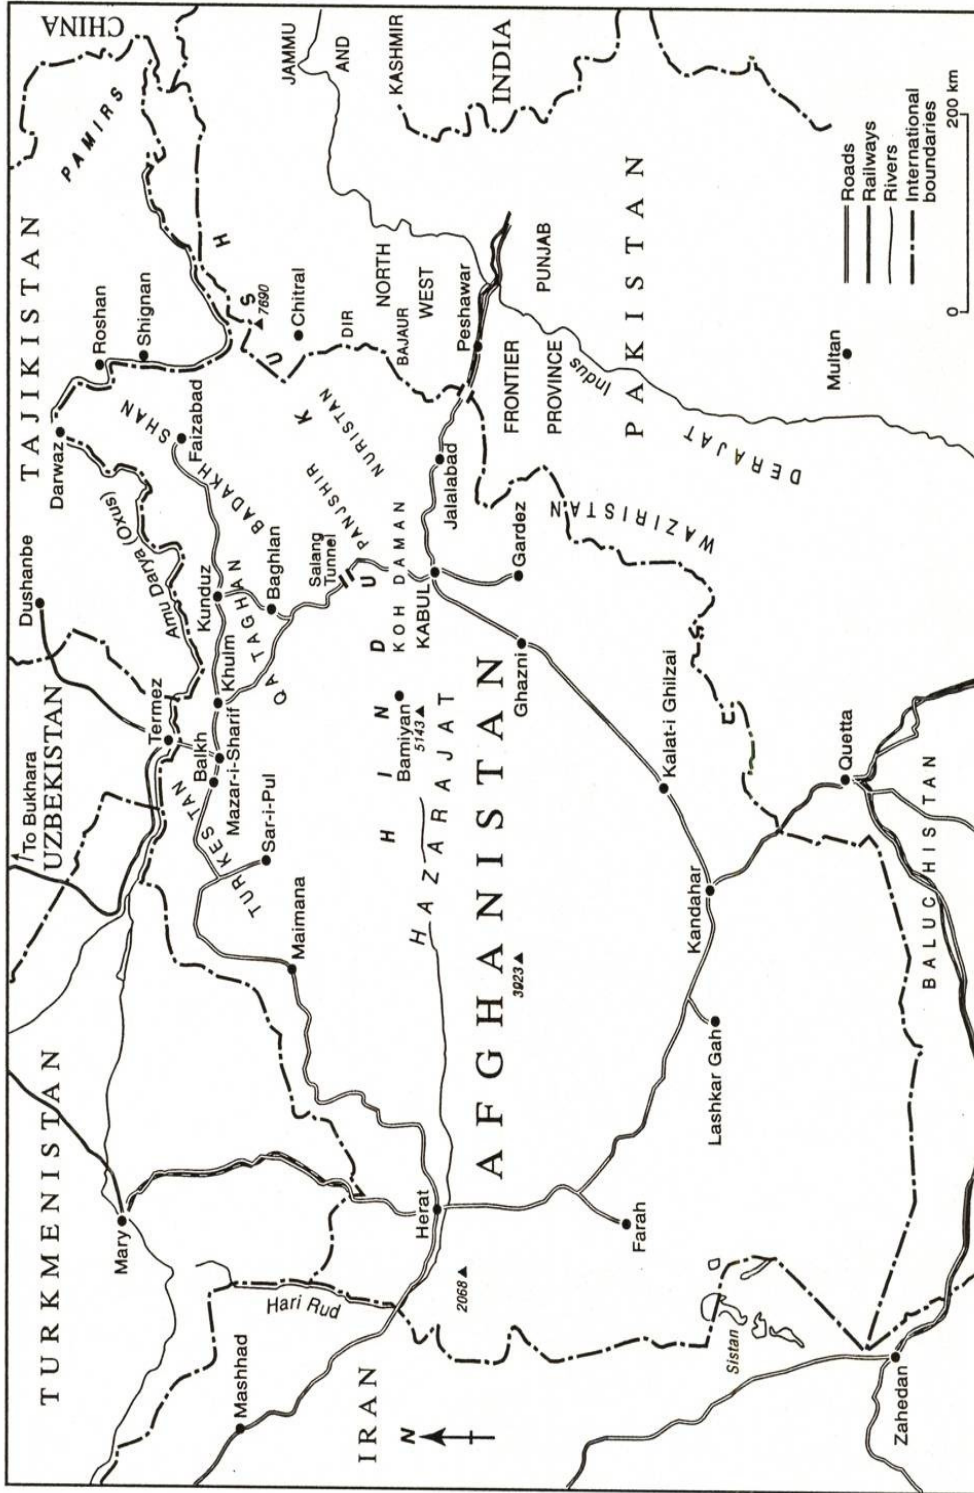 CHINA
PAMIRS
TAJIKISTAN
JAMMU
AND
KASHMIR
INDIA
Roshan
Shignan
Darwaz
Faizabad
BADAKHSHAN
7690
Chitral
DIR
BAJAUR
NORTH
WEST
FRONTIER
PROVINCE
PUNJAB
Peshawar
Indus
PAKISTAN
Multan
DERAJAT
WAZIRISTAN
Dushanbe
Amu Darya (Oxus)
Kunduz
QATAGHAN
Baghlan
Salang
Tunnel
PANJSHIR
NURISTAN
HINDU KUSH
KOH DAMAN
KABUL
Jalalabad
Gardez
Ghazni
To Bukhara
UZBEKISTAN
Termez
Khulm
Balkh
Mazar-i-Sharif
TURKESTAN
Sar-i-Pul
Bamiyan
5143
HAZARAJAT
AFGHANISTAN
Maimana
3923
Kalat-i Ghilzai
Kandahar
Quetta
BALUCHISTAN
Lashkar Gah
TURKMENISTAN
Mary
Herat
Farah
Hari Rud
2068
Mashhad
IRAN
N
Sistan
Zahedan
Roads
Railways
Rivers
International
boundaries
0 200 km